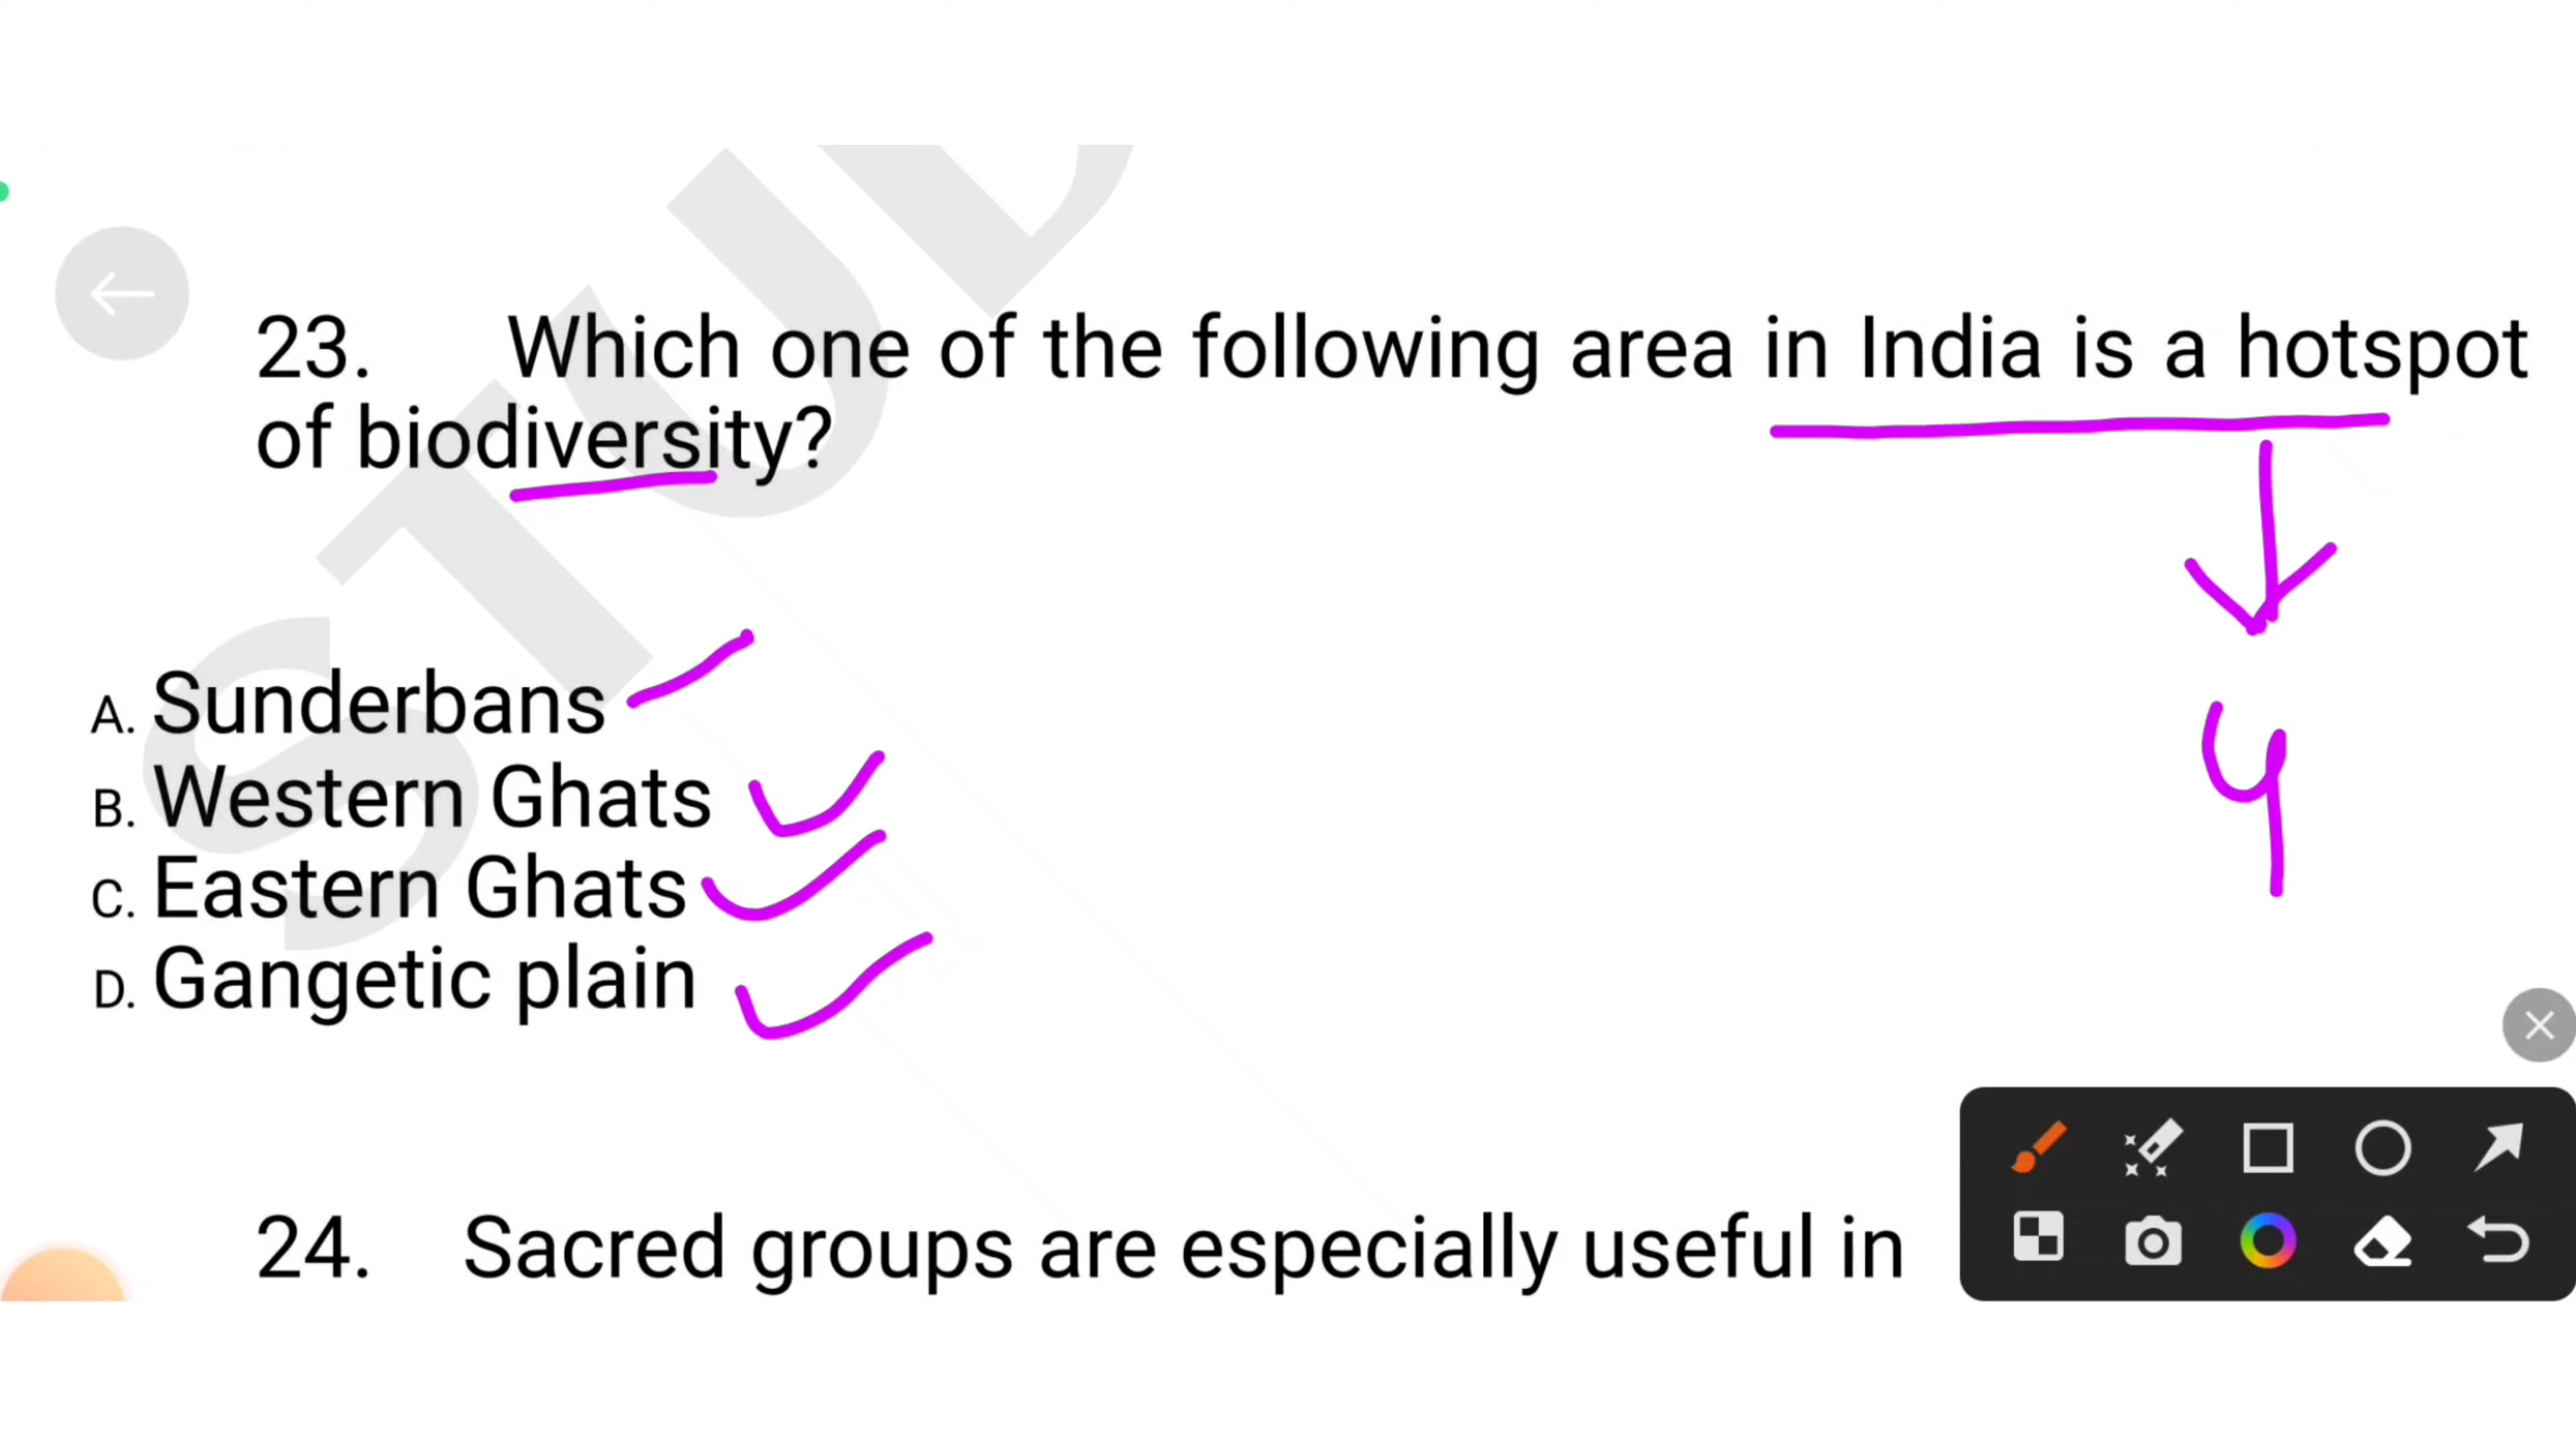 STUD
23. Which one of the following area in India is a hotspot
of biodiversity?
4
A. Sunderbans
B. Western Ghats
C. Eastern Ghats
D. Gangetic plain
24. Sacred groups are especially useful in